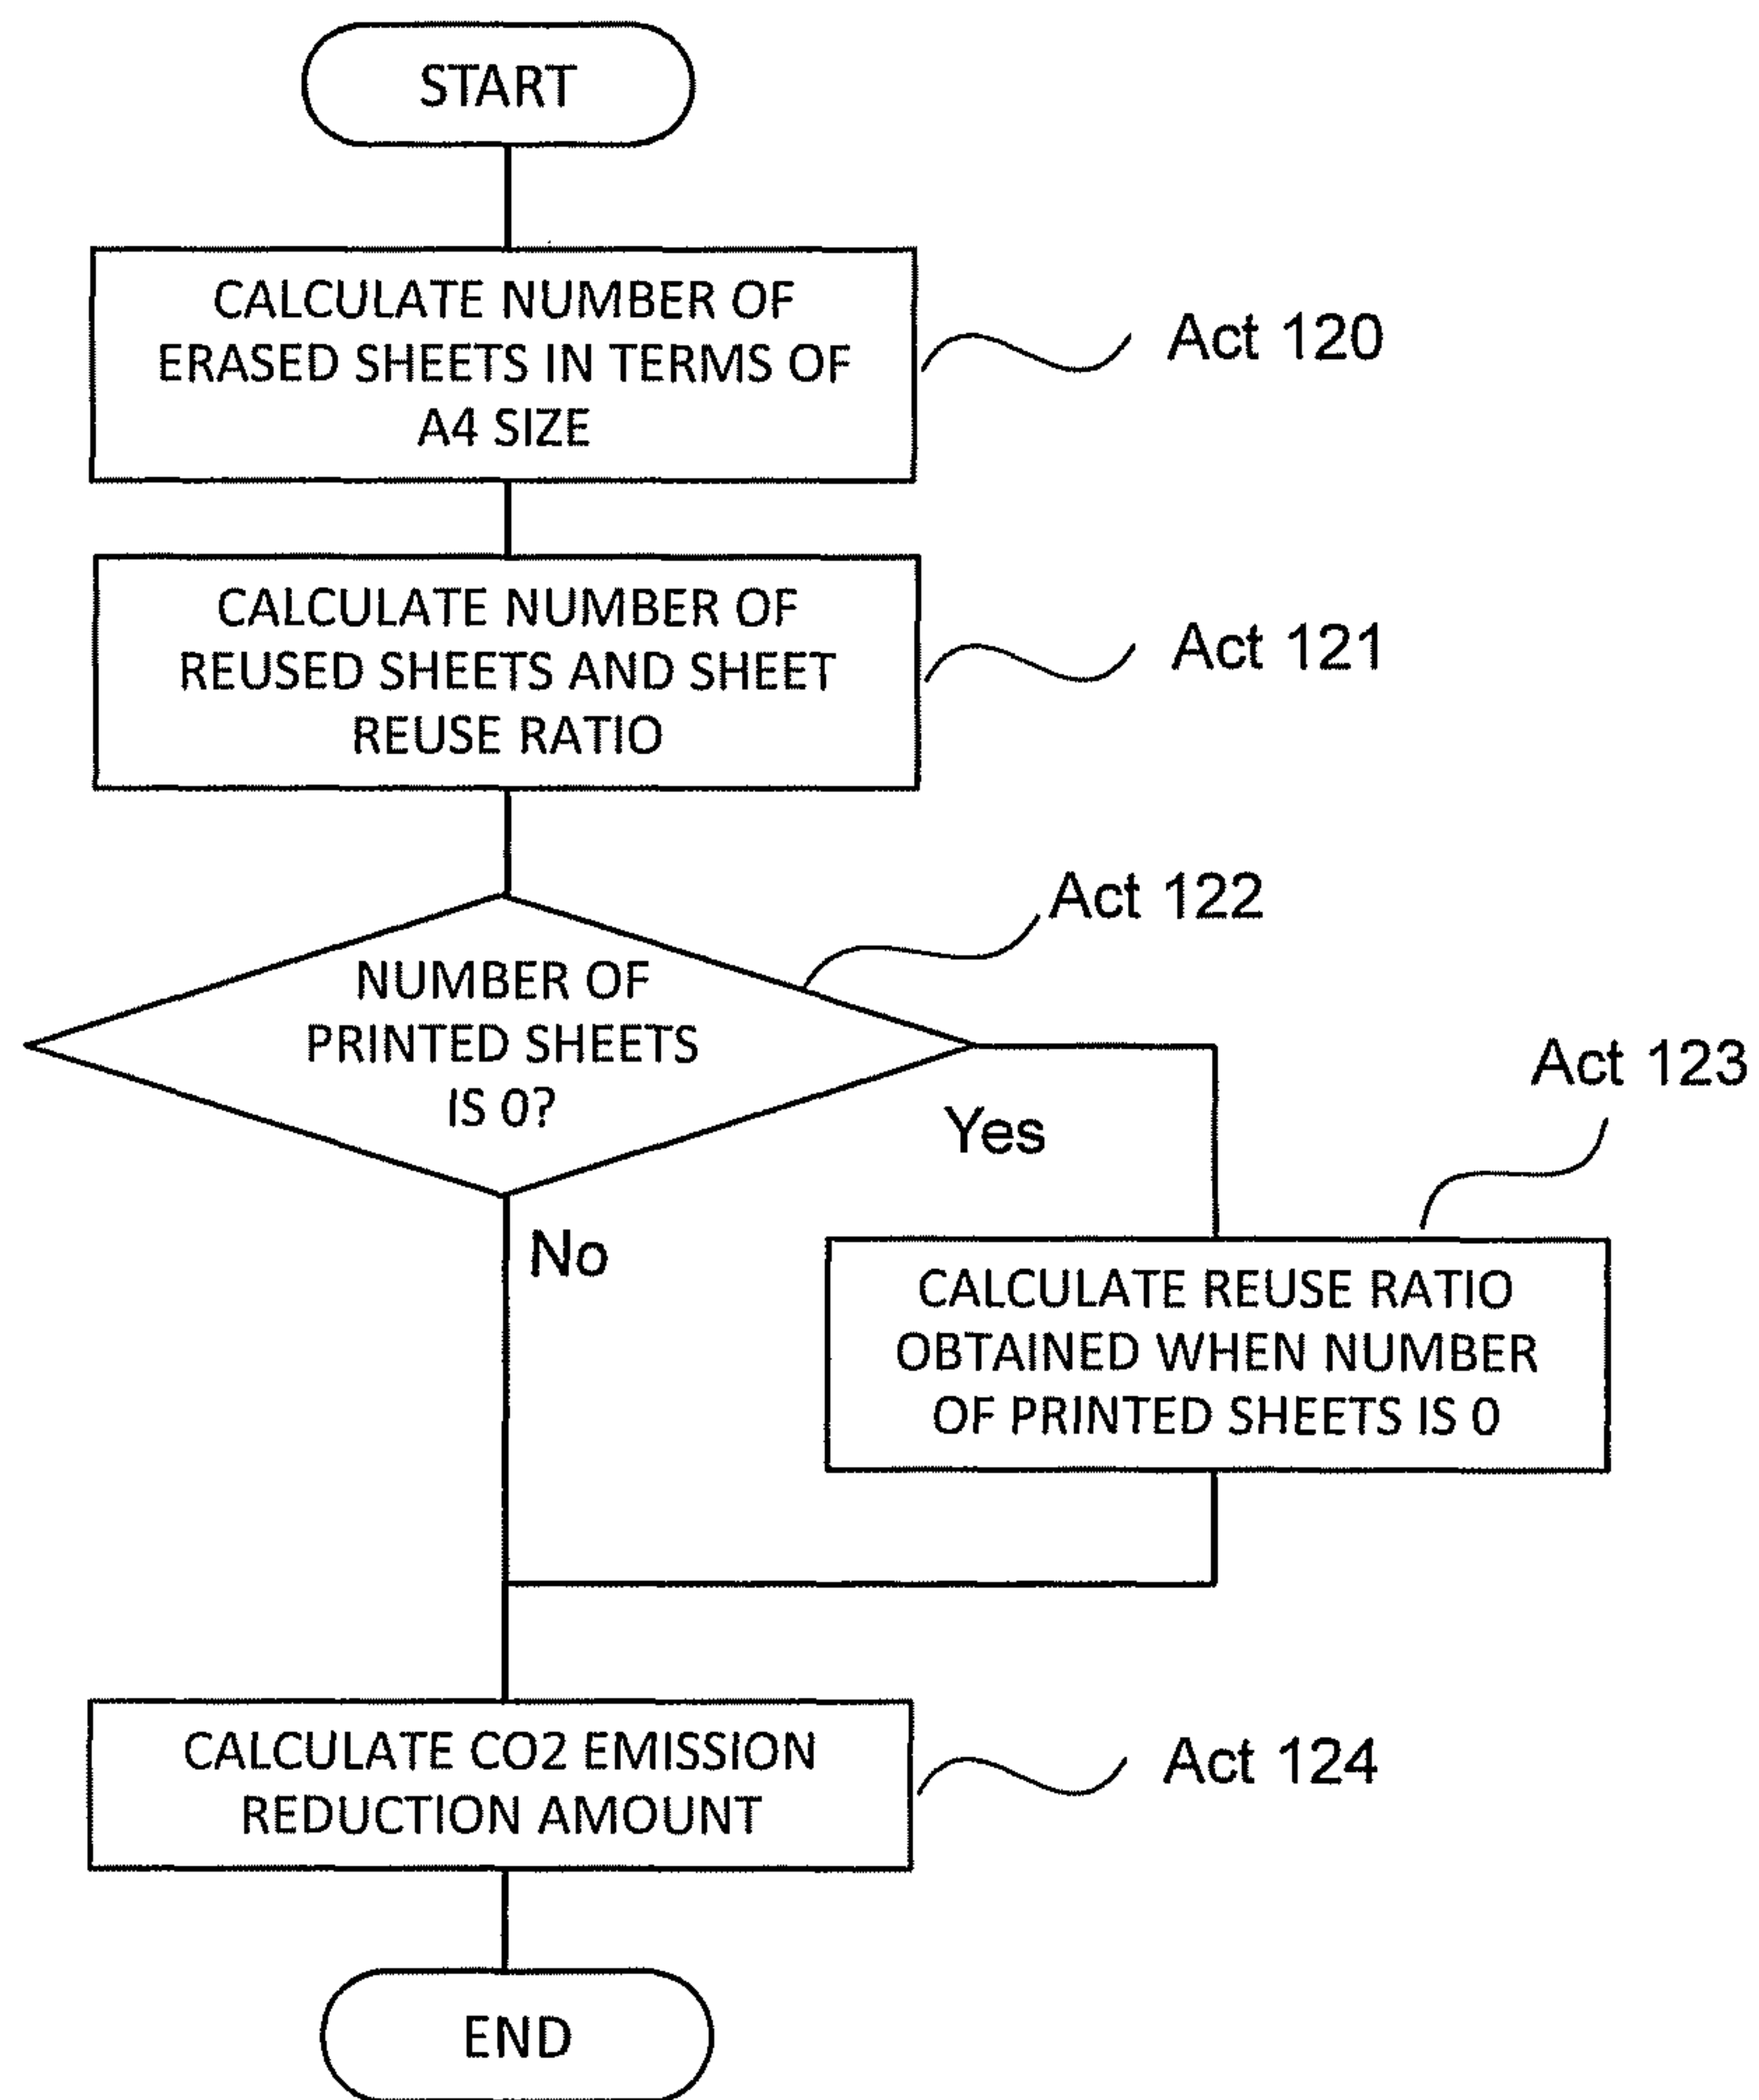 START
CALCULATE NUMBER OF
ERASED SHEETS IN TERMS OF
A4 SIZE
Act 120
CALCULATE NUMBER OF
REUSED SHEETS AND SHEET
REUSE RATIO
Act 121
Act 122
NUMBER OF
PRINTED SHEETS
IS 0?
Yes
Act 123
No
CALCULATE REUSE RATIO
OBTAINED WHEN NUMBER
OF PRINTED SHEETS IS 0
CALCULATE CO2 EMISSION
REDUCTION AMOUNT
Act 124
END